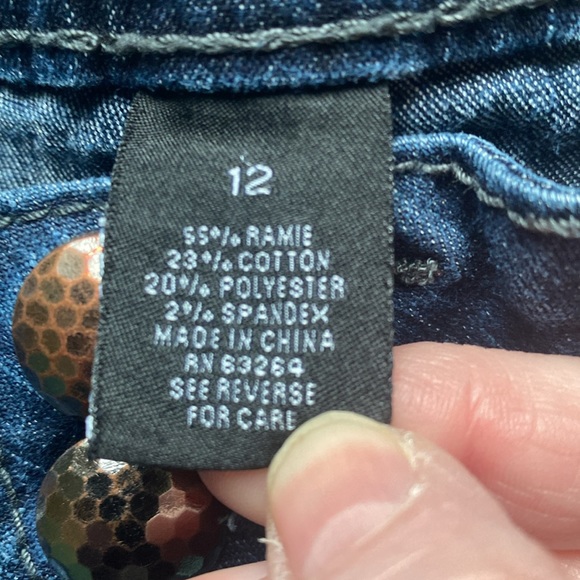 12
55% RAMIE
23% COTTON
20% POLYESTER
2% SPANDEX
MADE IN CHINA
RN 63264
SEE REVERSE
FOR CARE